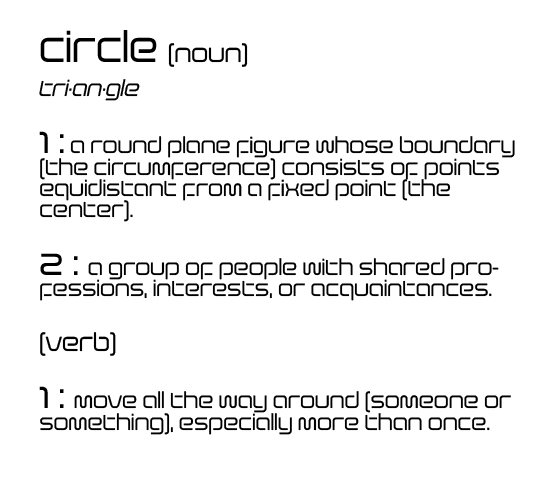 circle (noun)
tri·an·gle
1 : a round plane figure whose boundary
(the circumference) consists of points
equidistant from a fixed point (the
center).
2 : a group of people with shared pro-
fessions, interests, or acquaintances.
(verb)
1 : move all the way around (someone or
something), especially more than once.